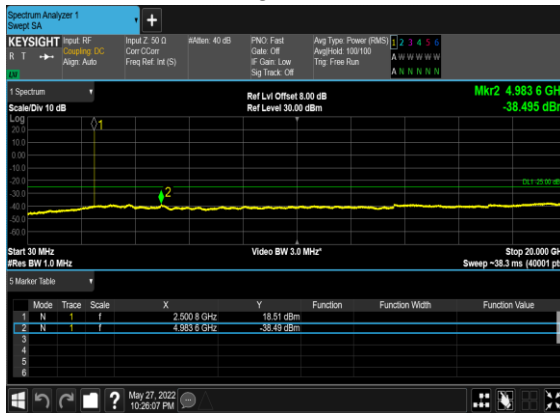 Spectrum Analyzer 1
Swept SA
KEYSIGHT Input: RF Input Z: 50 Ω #Atten: 40 dB PNO: Fast Avg Type: Power (RMS) 1 2 3 4 5 6
R T Coupling: DC Corr CCorr Gate: Off Avg|Hold: 100/100 A W W W W W
Align: Auto Freq Ref: Int (S) IF Gain: Low Trig: Free Run
Sig Track: Off A N N N N N
1 Spectrum Ref Lvl Offset 8.00 dB Mkr2 4.983 6 GH
Scale/Div 10 dB Ref Level 30.00 dBm -38.495 dBr
Log
1
20.0
10.0
0.00
-10.0
-20.0
-30.0
2
-40.0
-50.0
-60.0
Start 30 MHz Video BW 3.0 MHz* Stop 20.000 GH
#Res BW 1.0 MHz Sweep ~38.3 ms (40001 pt
5 Marker Table
Mode Trace Scale X Y Function Function Width Function Value
1 N 1 f 2.500 8 GHz 18.51 dBm
2 N 1 f 4.983 6 GHz -38.49 dBm
3
4
5
6
? May 27, 2022
10:26:07 PM